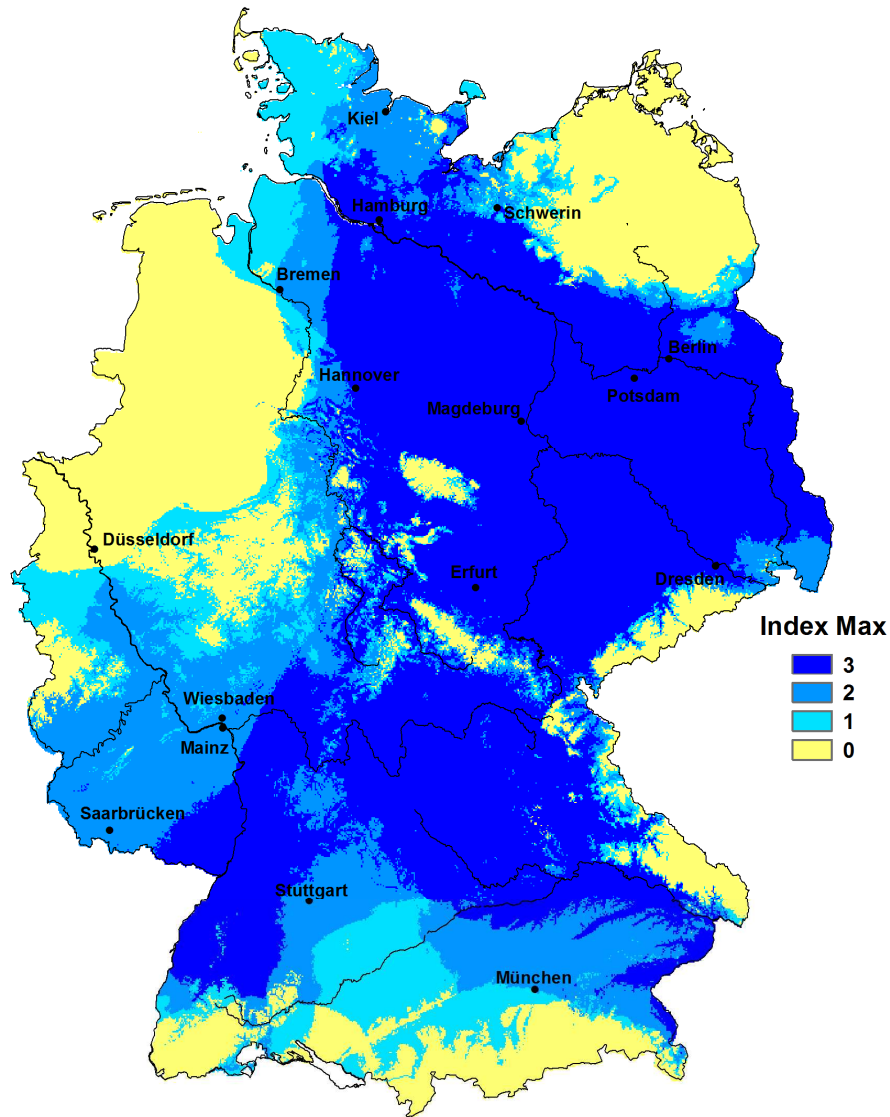 Kiel
Hamburg
Schwerin
Bremen
Berlin
Hannover
Potsdam
Magdeburg
Düsseldorf
Erfurt
Dresden
Index Max
3
2
1
0
Wiesbaden
Mainz
Saarbrücken
Stuttgart
München